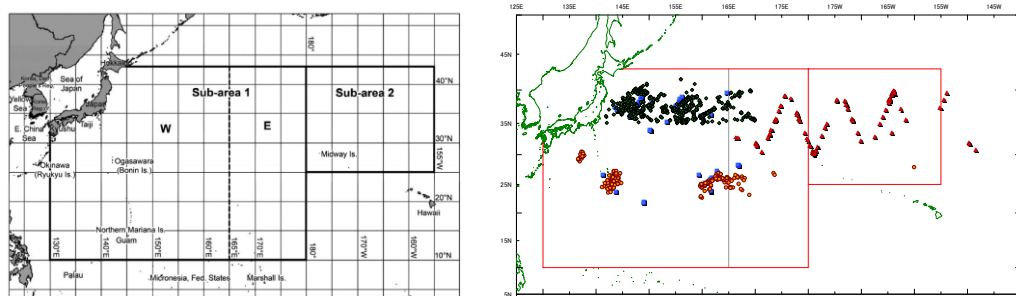 180°
Hokkaido
40°N
Sea of
Japan
Sub-area 1
Sub-area 2
Yellow
Sea
Japan
Taiji
Kyushu
E. China
Sea
W
E
30°N
Midway Is.
155°W
Okinawa
(Ryukyu Is.)
Ogasawara
(Bonin Is.)
20°N
Hawaii
Northern Mariana Is.
Guam
130°E
140°E
150°E
160°E
165°E
170°E
180°
170°W
160°W
10°N
Palau
Micronesia, Fed. States
Marshall Is.
125E
135E
145E
155E
165E
175E
175W
165W
155W
145W
45N
35N
25N
15N
5N